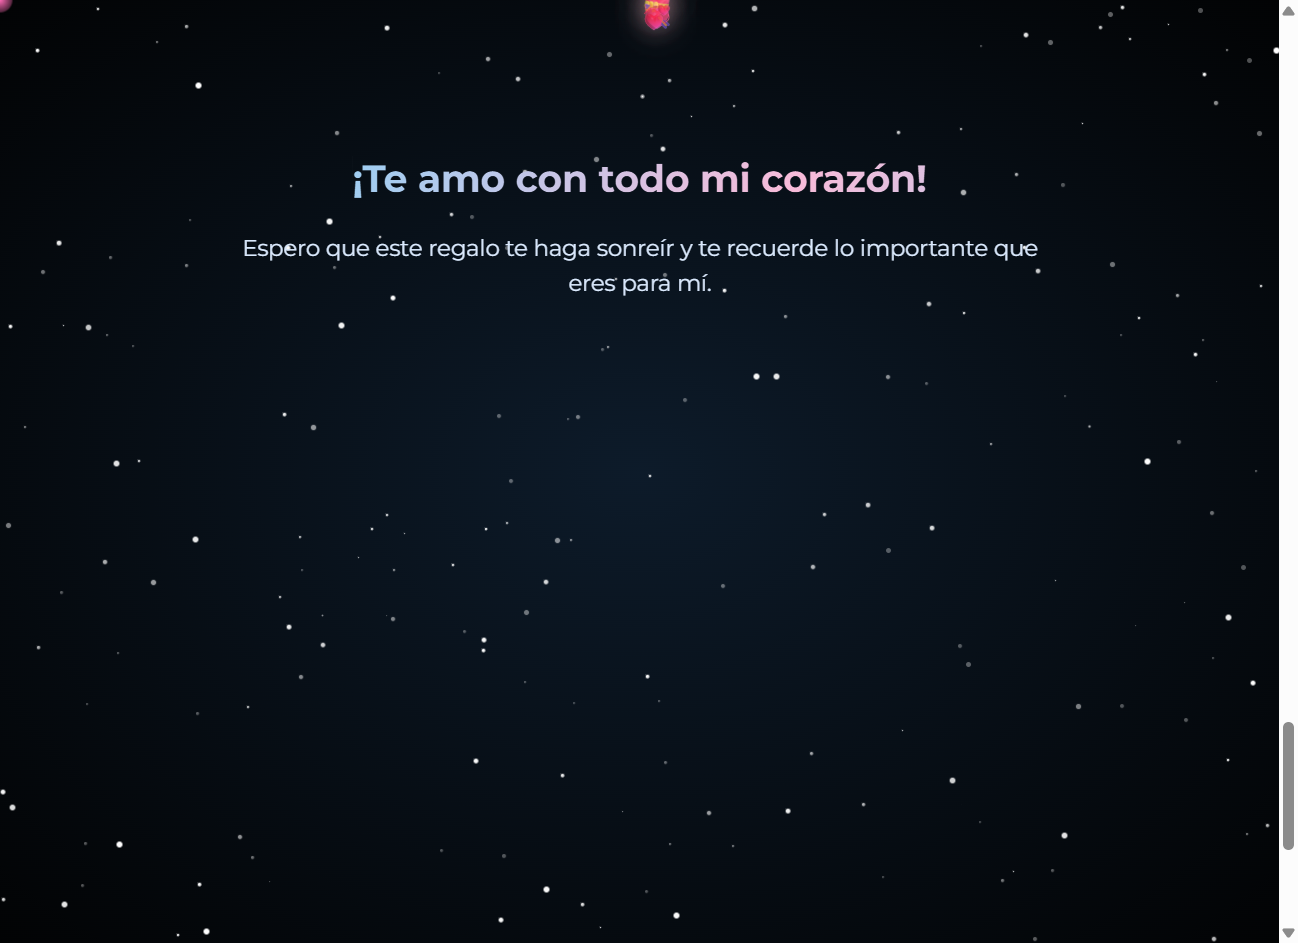 ¡Te amo con todo mi corazón!
Espero que este regalo te haga sonreír y te recuerde lo importante que
eres para mí.